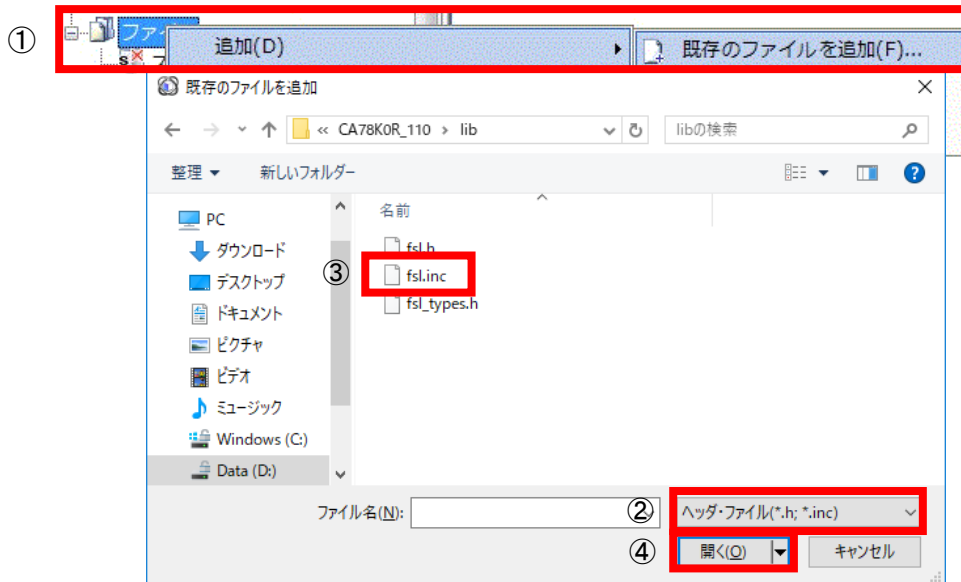 ①
ファイ
追加(D)
既存のファイルを追加(F)...
既存のファイルを追加
« CA78K0R_110 › lib
libの検索
整理
新しいフォルダー
PC
ダウンロード
デスクトップ
ドキュメント
ピクチャ
ビデオ
ミュージック
Windows (C:)
Data (D:)
名前
fsl.h
③
fsl.inc
fsl_types.h
ファイル名(N):
②
ヘッダ・ファイル(*.h; *.inc)
④
開く(O)
キャンセル